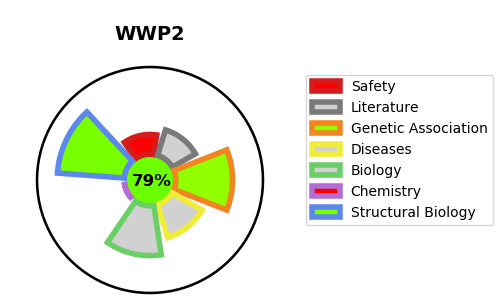 WWP2
79%
Safety
Literature
Genetic Association
Diseases
Biology
Chemistry
Structural Biology